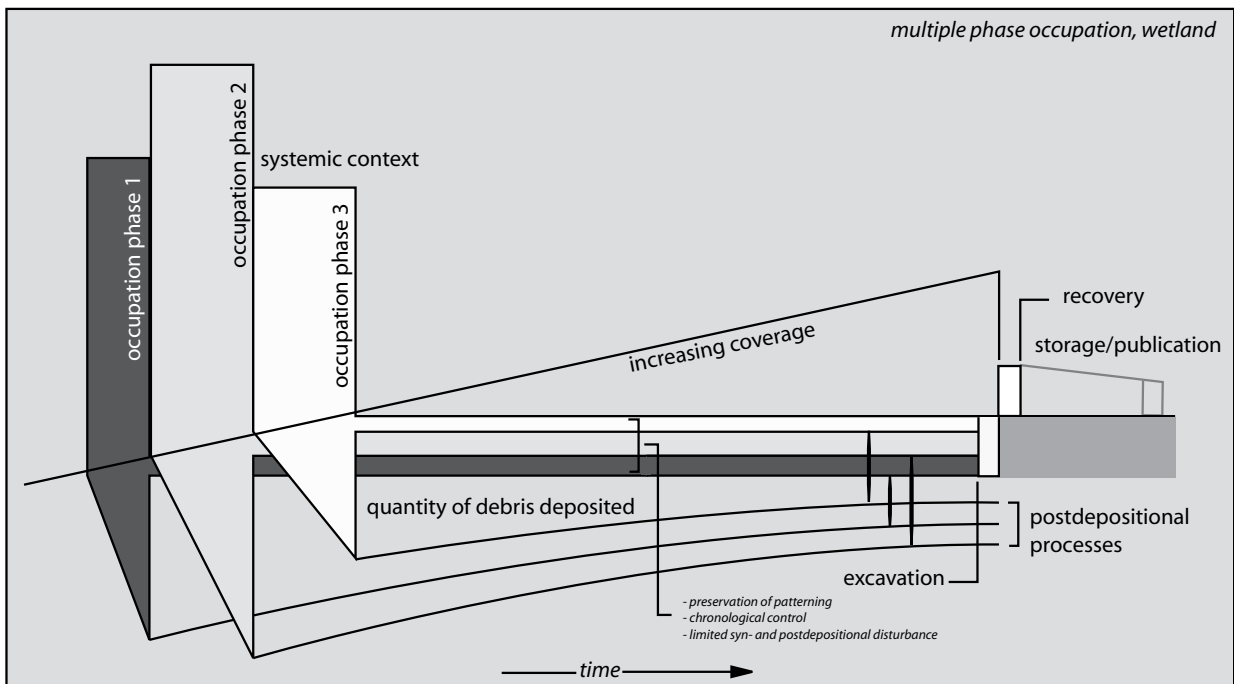 multiple phase occupation, wetland
occupation phase 1
occupation phase 2
systemic context
occupation phase 3
increasing coverage
recovery
storage/publication
quantity of debris deposited
postdepositional
processes
excavation
- preservation of patterning
- chronological control
- limited syn- and postdepositional disturbance
time